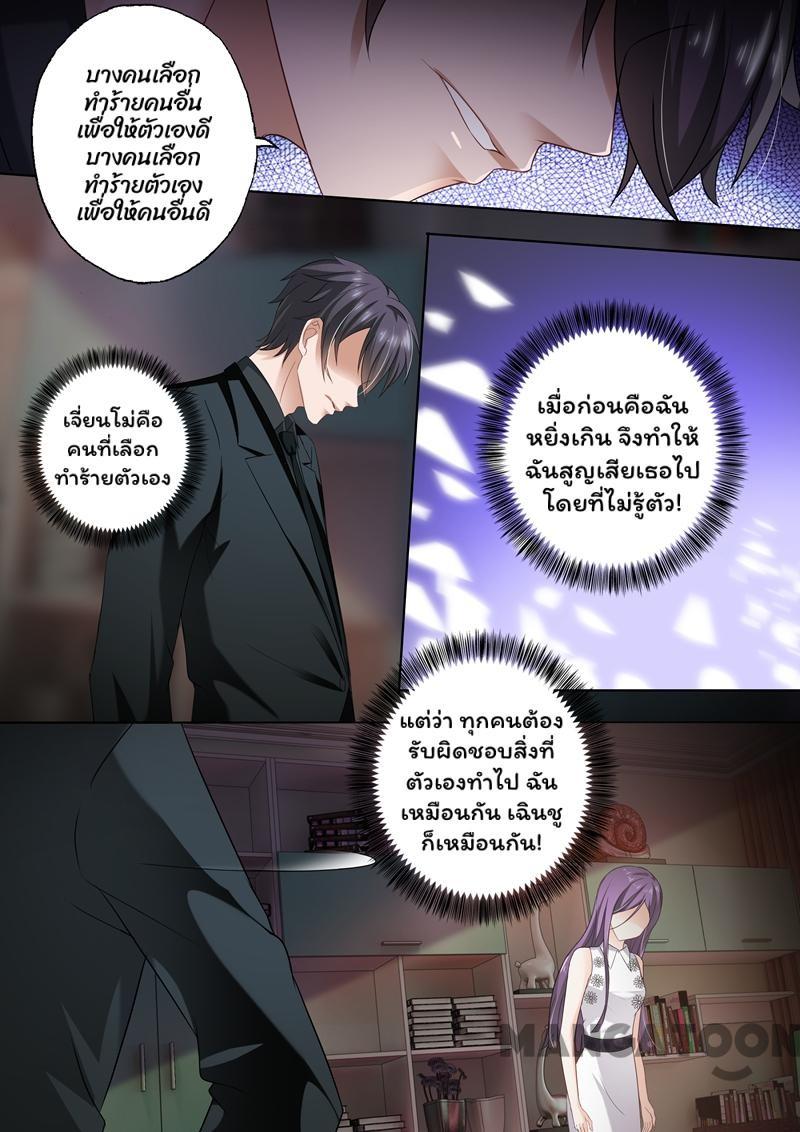 บางคนเลือก
ทำร้ายคนอื่น
เพื่อให้ตัวเองดี
บางคนเลือก
ทำร้ายตัวเอง
เพื่อให้คนอื่นดี
เจี่ยนโม่คือ
คนที่เลือก
ทำร้ายตัวเอง
เมื่อก่อนคือฉัน
หยิ่งเกิน จึงทำให้
ฉันสูญเสียเธอไป
โดยที่ไม่รู้ตัว!
แต่ว่า ทุกคนต้อง
รับผิดชอบสิ่งที่
ตัวเองทำไป ฉัน
เหมือนกัน เฉินชู
ก็เหมือนกัน!
MANGATOON